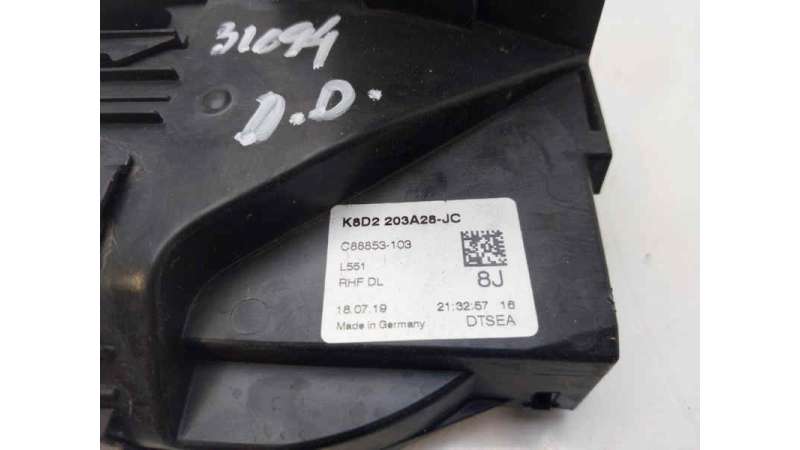 31094
D.D.
K8D2 203A28-JC
C88853-103
L551
RHF DL
8J
18.07.19 21:32:57 16
Made in Germany DTSEA